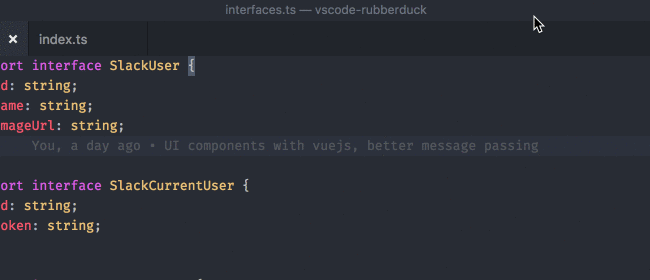 interfaces.ts — vscode-rubberduck
× index.ts
ort interface SlackUser {
d: string;
ame: string;
mageUrl: string;
You, a day ago • UI components with vuejs, better message passing
ort interface SlackCurrentUser {
d: string;
oken: string;